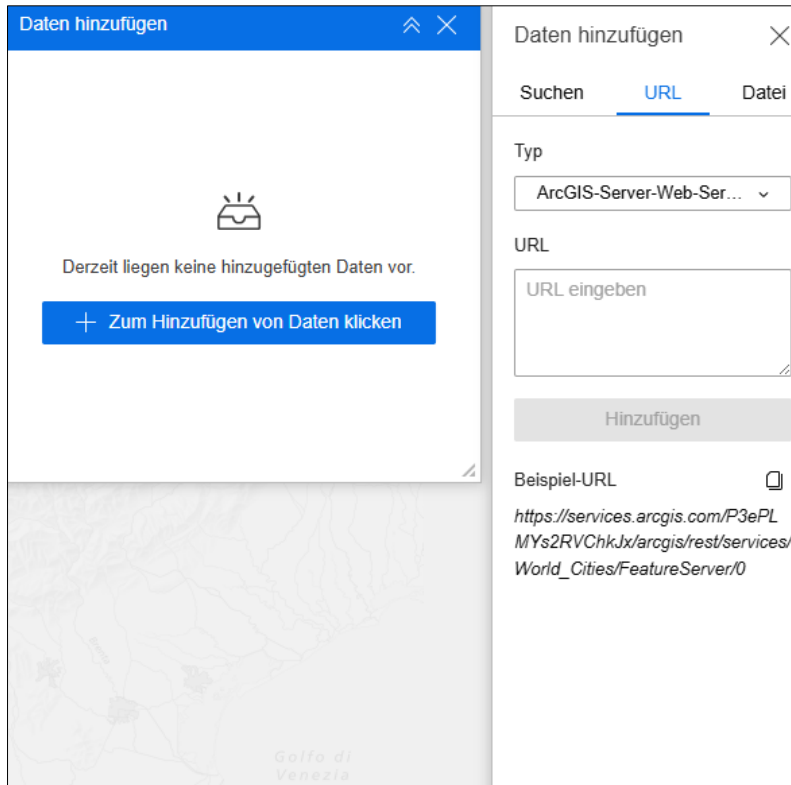 Daten hinzufügen
Derzeit liegen keine hinzugefügten Daten vor.
Zum Hinzufügen von Daten klicken
Golfo di
Venezia
Daten hinzufügen
Suchen URL Datei
Typ
ArcGIS-Server-Web-Ser...
URL
URL eingeben
Hinzufügen
Beispiel-URL
https://services.arcgis.com/P3ePL
MYs2RVChkJx/arcgis/rest/services/
World_Cities/FeatureServer/0